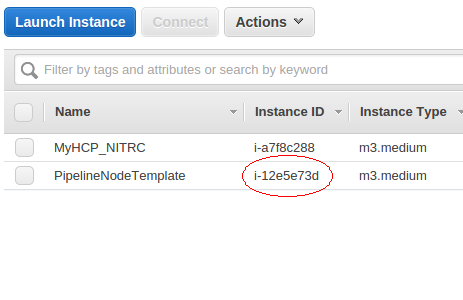 Launch Instance Connect Actions
Filter by tags and attributes or search by keyword
Name Instance ID Instance Type
MyHCP_NITRC i-a7f8c288 m3.medium
PipelineNodeTemplate i-12e5e73d m3.medium